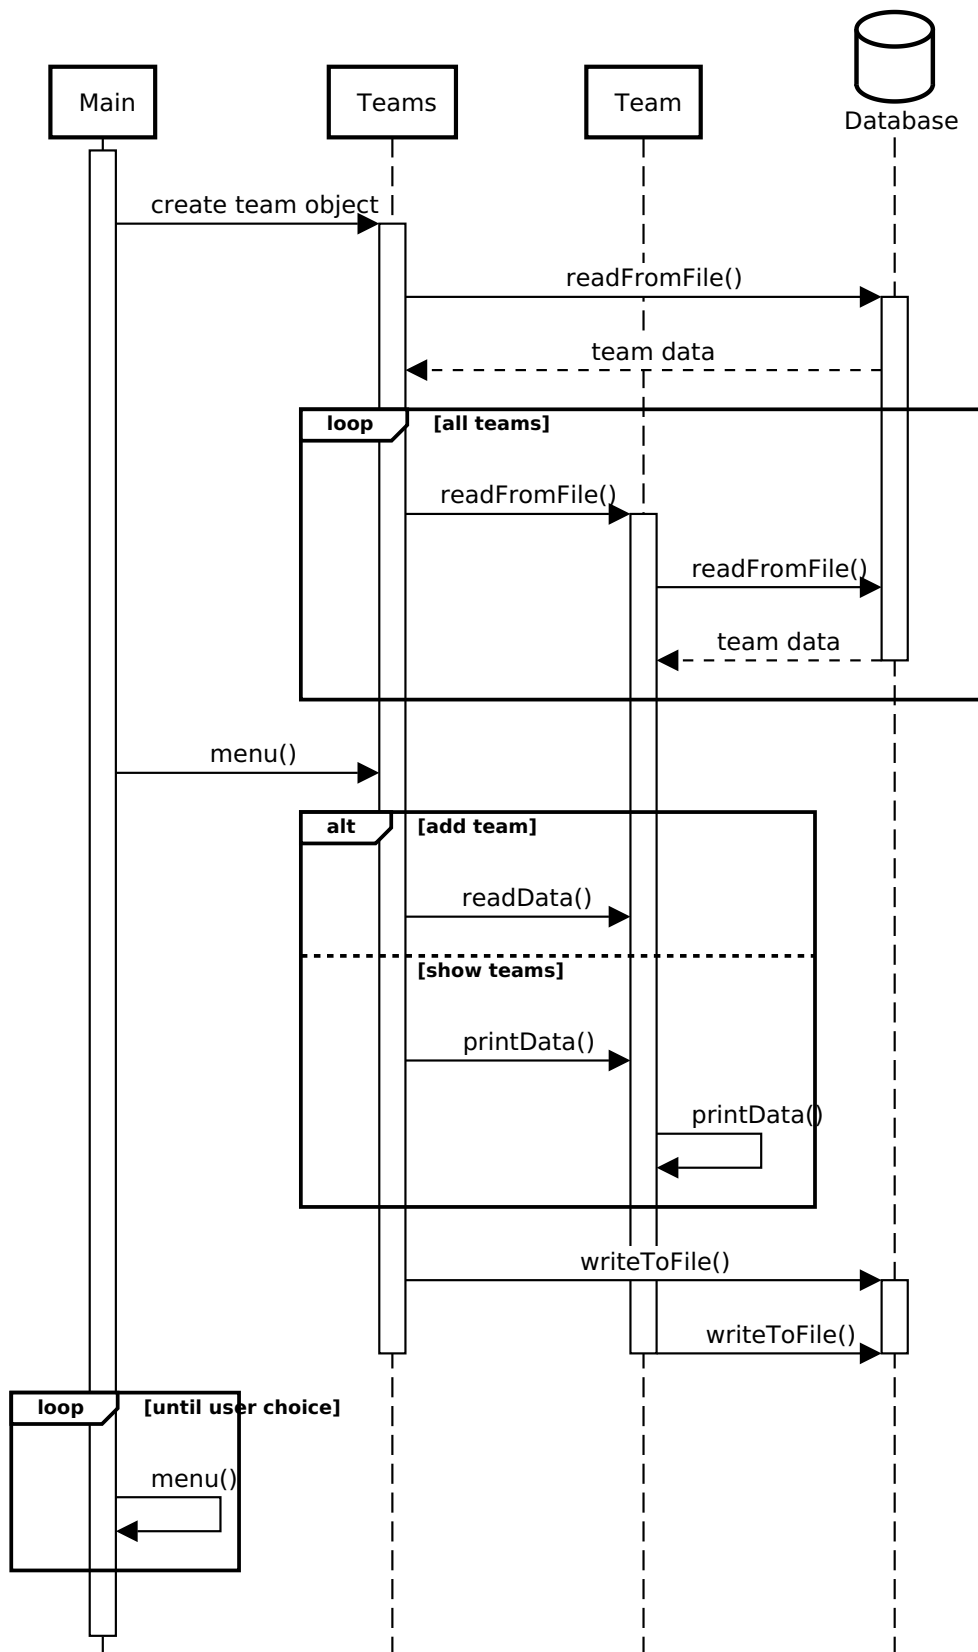 Main
Teams
Team
Database
create team object
readFromFile()
team data
loop
[all teams]
readFromFile()
readFromFile()
team data
menu()
alt
[add team]
readData()
[show teams]
printData()
printData()
writeToFile()
writeToFile()
loop
[until user choice]
menu()